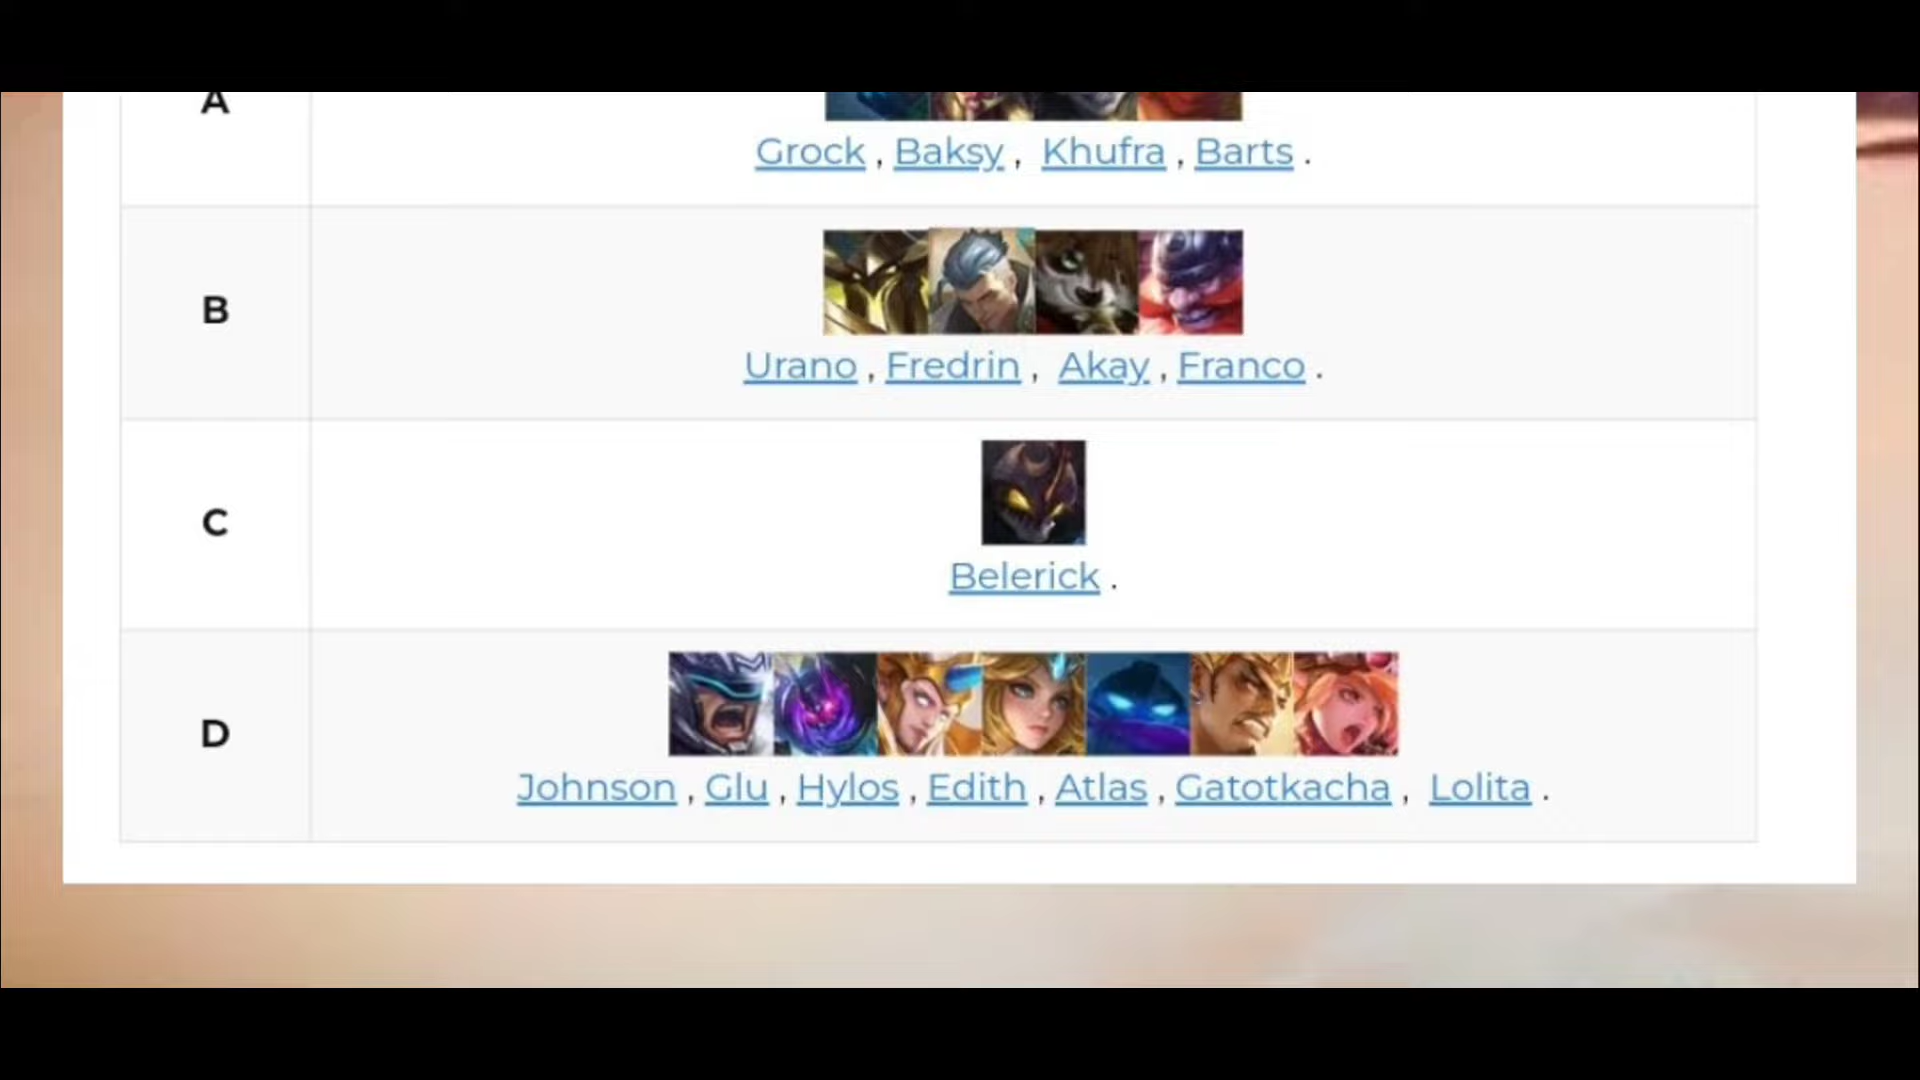 A
Grock , Baksy , Khufra , Barts .
B
Urano , Fredrin , Akay , Franco .
C
Belerick .
D
Johnson , Glu , Hylos , Edith , Atlas , Gatotkacha , Lolita .